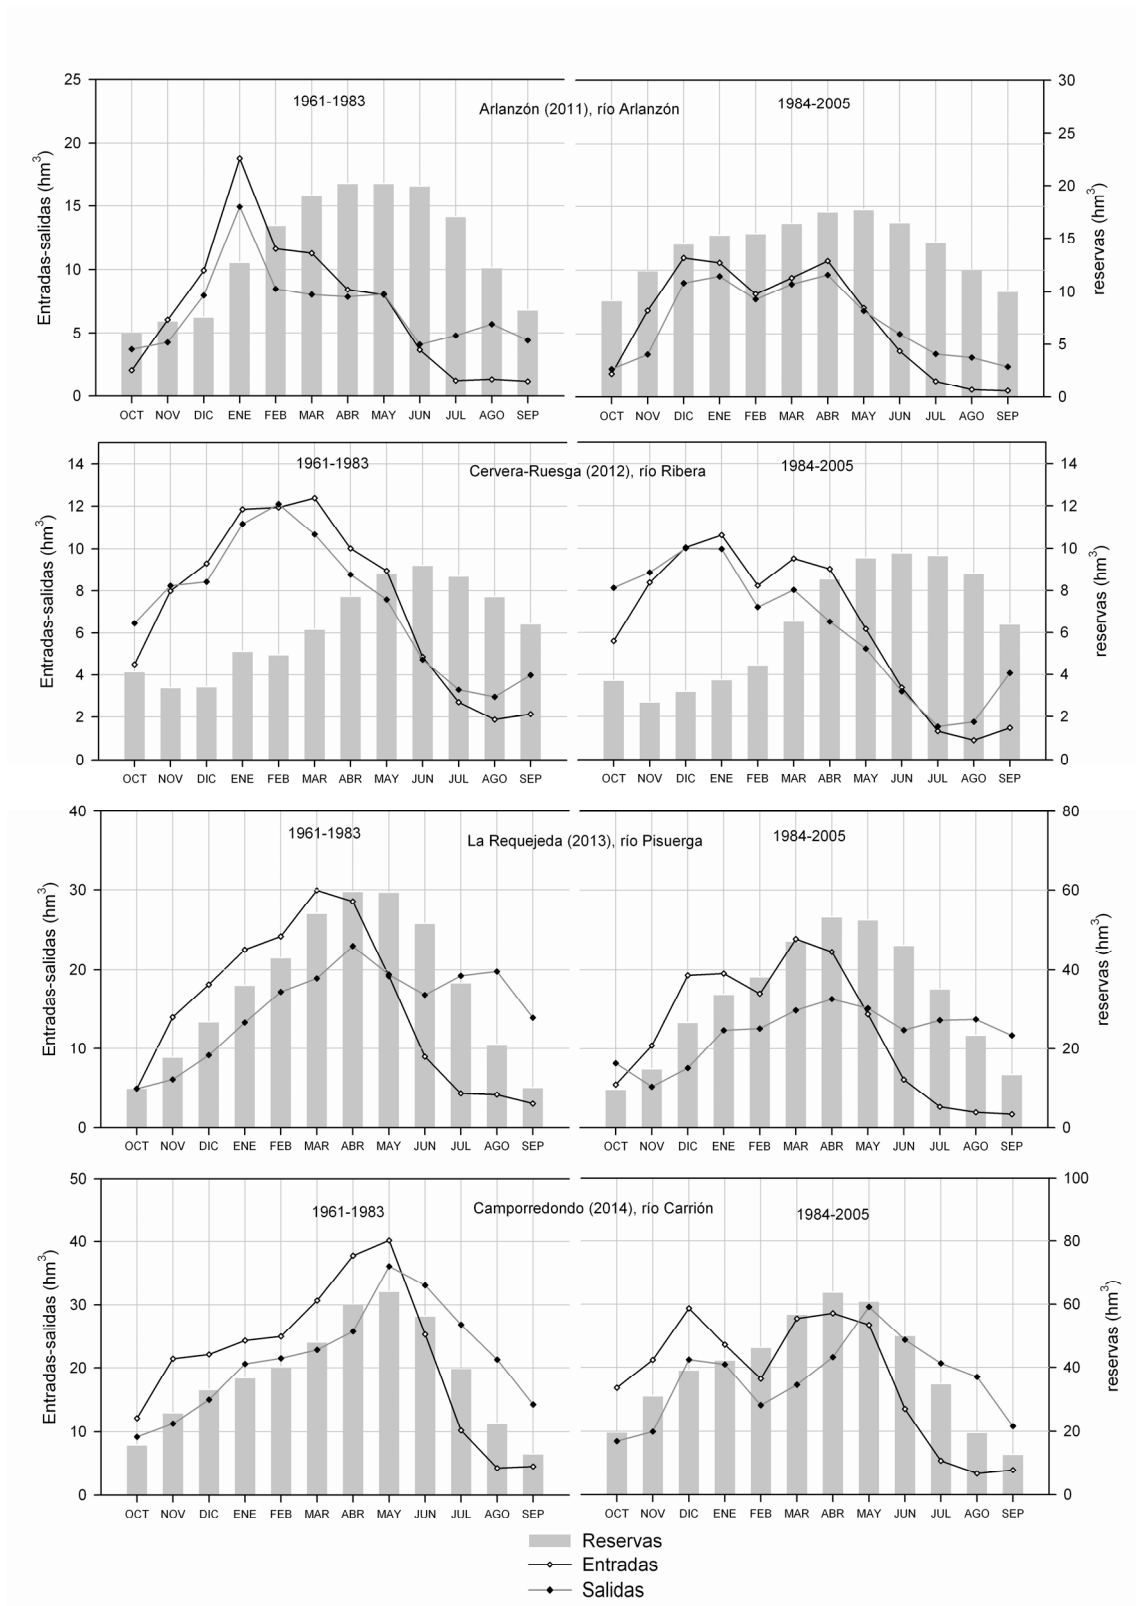 1961-1983
Arlanzón (2011), río Arlanzón
1984-2005
Entradas-salidas (hm³)
25
20
15
10
5
0
reservas (hm³)
30
25
20
15
10
5
0
OCT NOV DIC ENE FEB MAR ABR MAY JUN JUL AGO SEP
OCT NOV DIC ENE FEB MAR ABR MAY JUN JUL AGO SEP
1961-1983
Cervera-Ruesga (2012), río Ribera
1984-2005
Entradas-salidas (hm³)
14
12
10
8
6
4
2
0
reservas (hm³)
14
12
10
8
6
4
2
0
OCT NOV DIC ENE FEB MAR ABR MAY JUN JUL AGO SEP
OCT NOV DIC ENE FEB MAR ABR MAY JUN JUL AGO SEP
1961-1983
La Requejeda (2013), río Pisuerga
1984-2005
Entradas-salidas (hm³)
40
30
20
10
0
reservas (hm³)
80
60
40
20
0
OCT NOV DIC ENE FEB MAR ABR MAY JUN JUL AGO SEP
OCT NOV DIC ENE FEB MAR ABR MAY JUN JUL AGO SEP
1961-1983
Camporredondo (2014), río Carrión
1984-2005
Entradas-salidas (hm³)
50
40
30
20
10
0
reservas (hm³)
100
80
60
40
20
0
OCT NOV DIC ENE FEB MAR ABR MAY JUN JUL AGO SEP
OCT NOV DIC ENE FEB MAR ABR MAY JUN JUL AGO SEP
Reservas
Entradas
Salidas